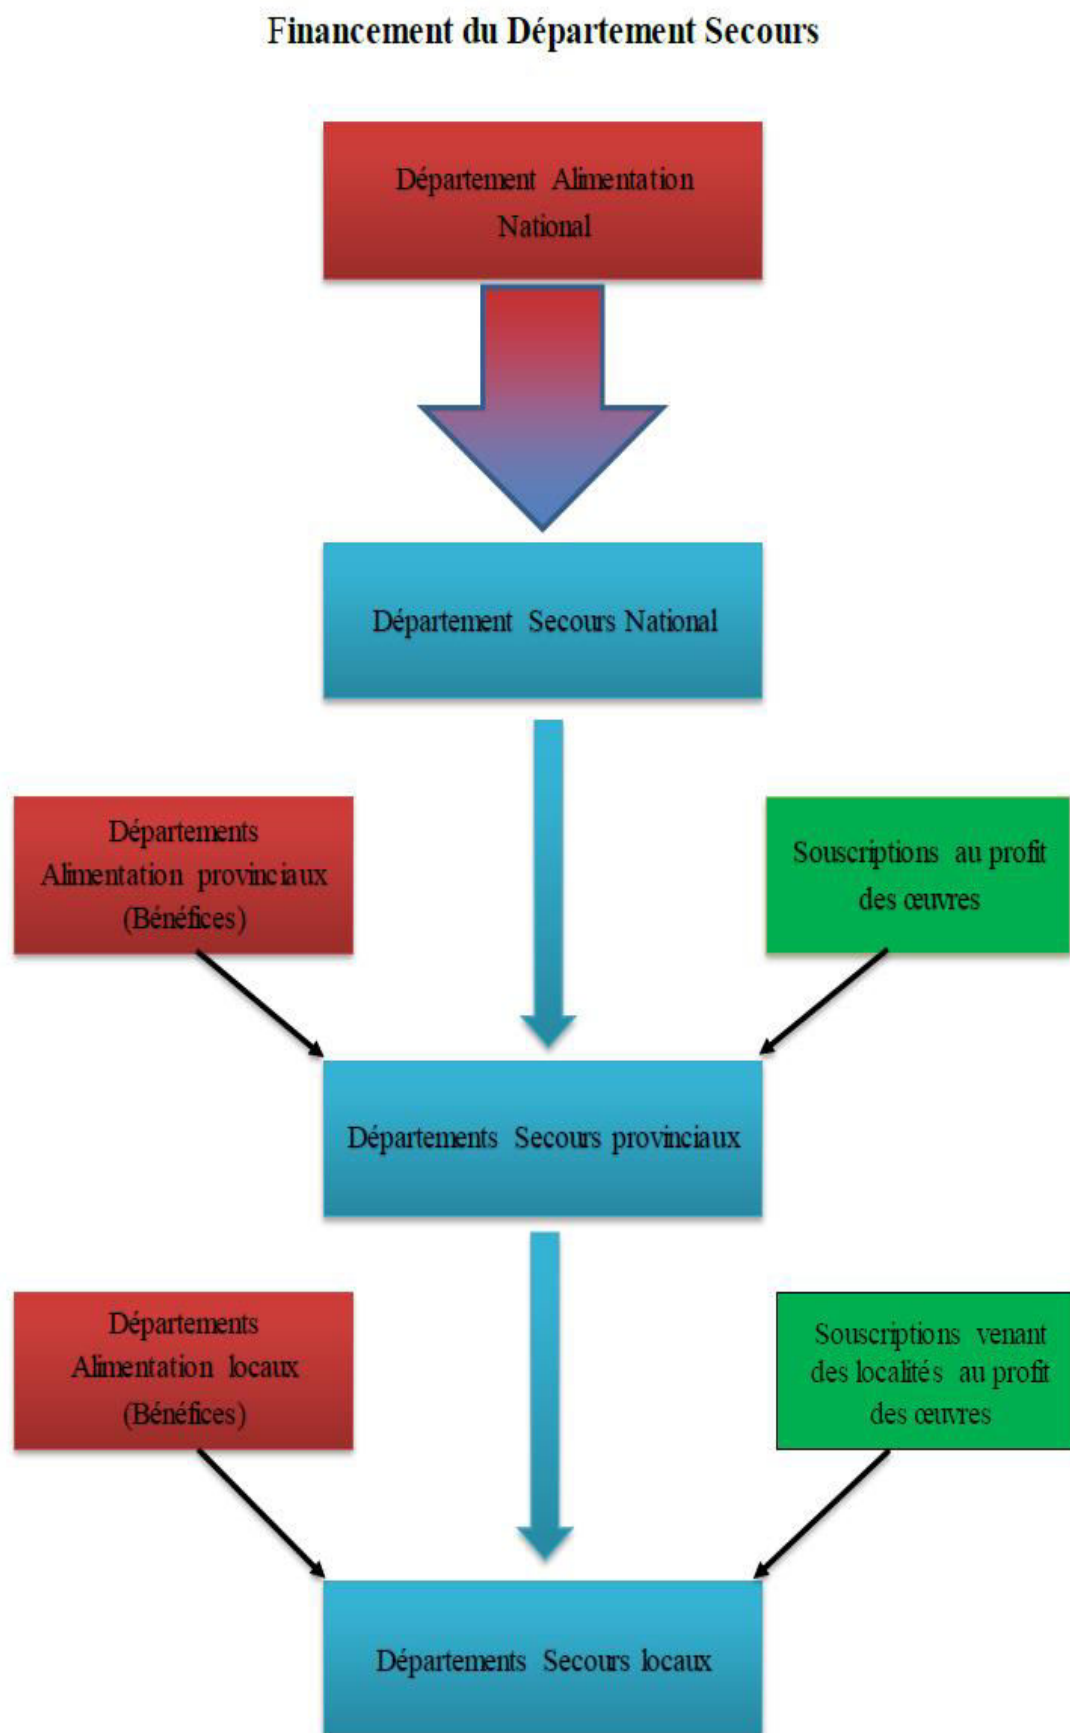 Financement du Département Secours
Département Alimentation
National
Département Secours National
Départements
Alimentation provinciaux
(Bénéfices)
Souscriptions au profit
des œuvres
Départements Secours provinciaux
Départements
Alimentation locaux
(Bénéfices)
Souscriptions venant
des localités au profit
des œuvres
Départements Secours locaux